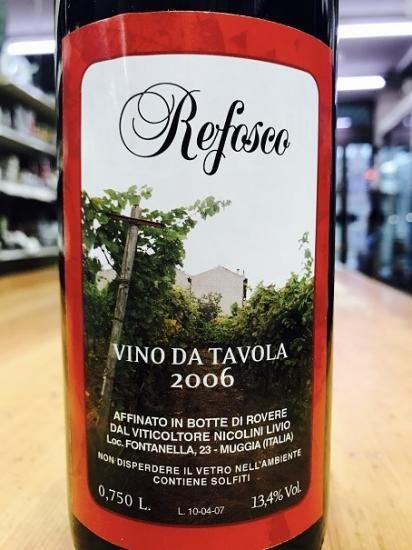 Refosco
VINO DA TAVOLA
2006
AFFINATO IN BOTTE DI ROVERE
DAL VITICOLTORE NICOLINI LIVIO
LOC. FONTANELLA, 23 - MUGGIA (ITALIA)
NON DISPERDERE IL VETRO NELL'AMBIENTE
CONTIENE SOLFITI
0,750 L. 13,4% Vol.
L. 10-04-07